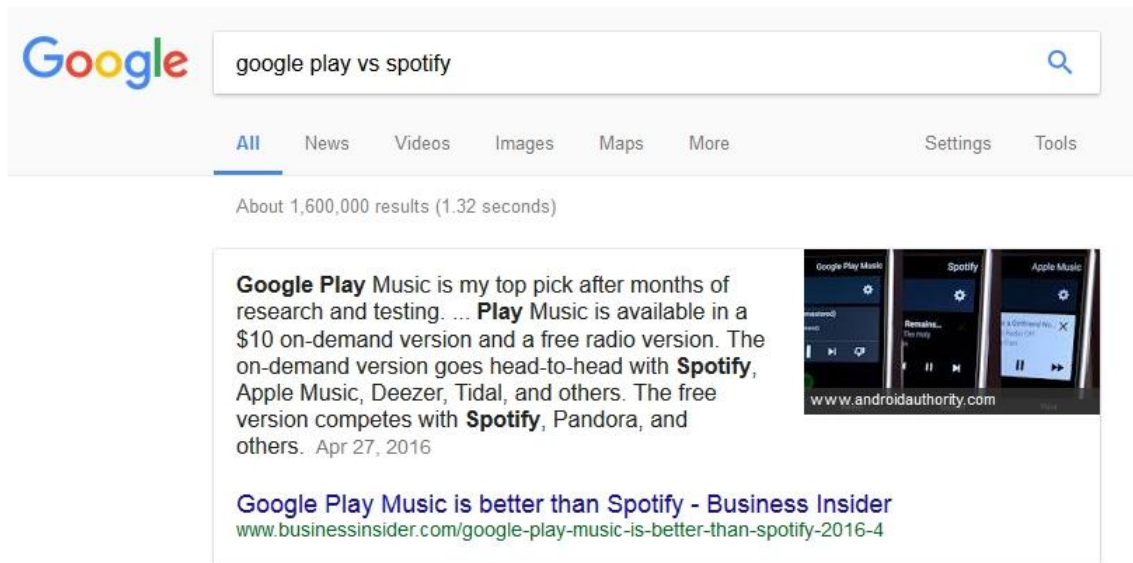 Google
google play vs spotify
All News Videos Images Maps More Settings Tools
About 1,600,000 results (1.32 seconds)
Google Play Music is my top pick after months of
research and testing. ... Play Music is available in a
$10 on-demand version and a free radio version. The
on-demand version goes head-to-head with Spotify,
Apple Music, Deezer, Tidal, and others. The free
version competes with Spotify, Pandora, and
others. Apr 27, 2016
Google Play Music
Spotify
Apple Music
Remains...
www.androidauthority.com
Google Play Music is better than Spotify - Business Insider
www.businessinsider.com/google-play-music-is-better-than-spotify-2016-4